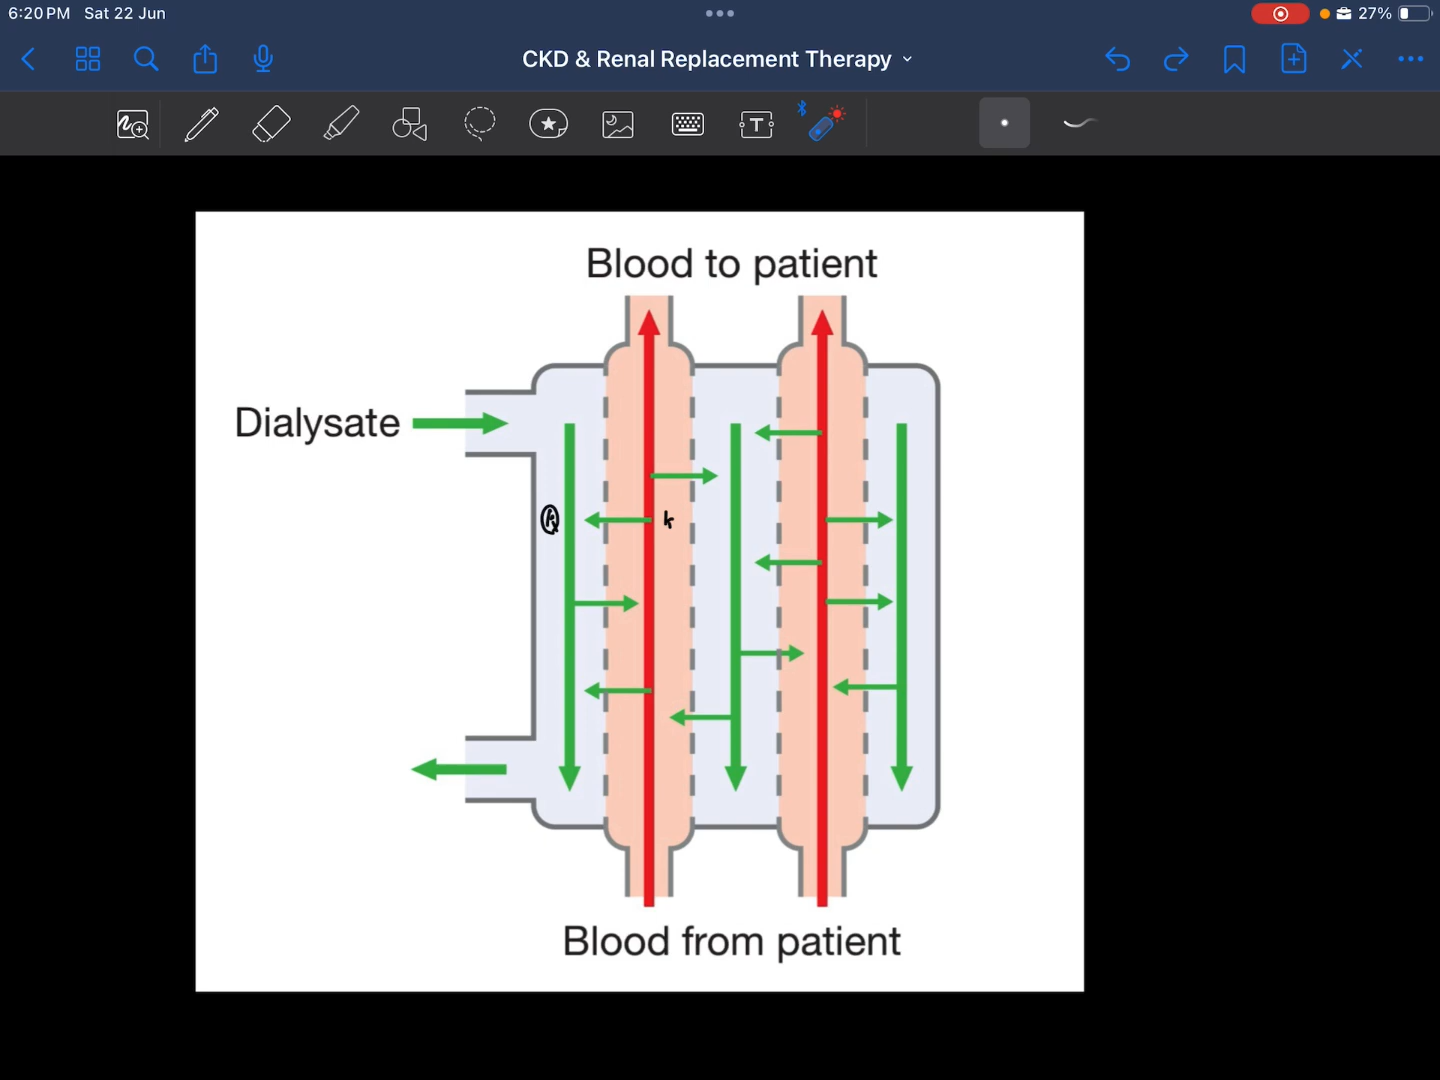 6:20 PM Sat 22 Jun
27%
CKD & Renal Replacement Therapy
T
Blood to patient
Dialysate
k
Blood from patient